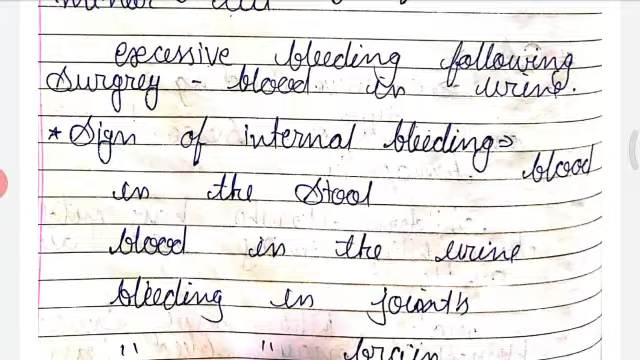 excessive bleeding following
Surgrey - blood in urine.
* Sign of internal bleeding ⇒ blood
in the Stool
blood in the urine
bleeding in joints
" " brain